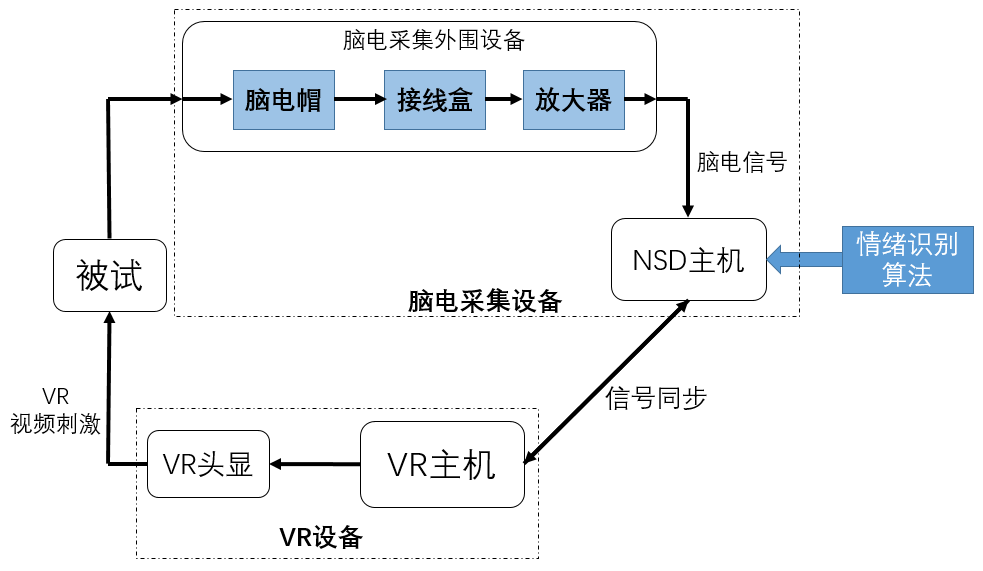 脑电采集外围设备
脑电帽
接线盒
放大器
脑电信号
被试
NSD主机
情绪识别
算法
脑电采集设备
信号同步
VR
视频刺激
VR头显
VR主机
VR设备